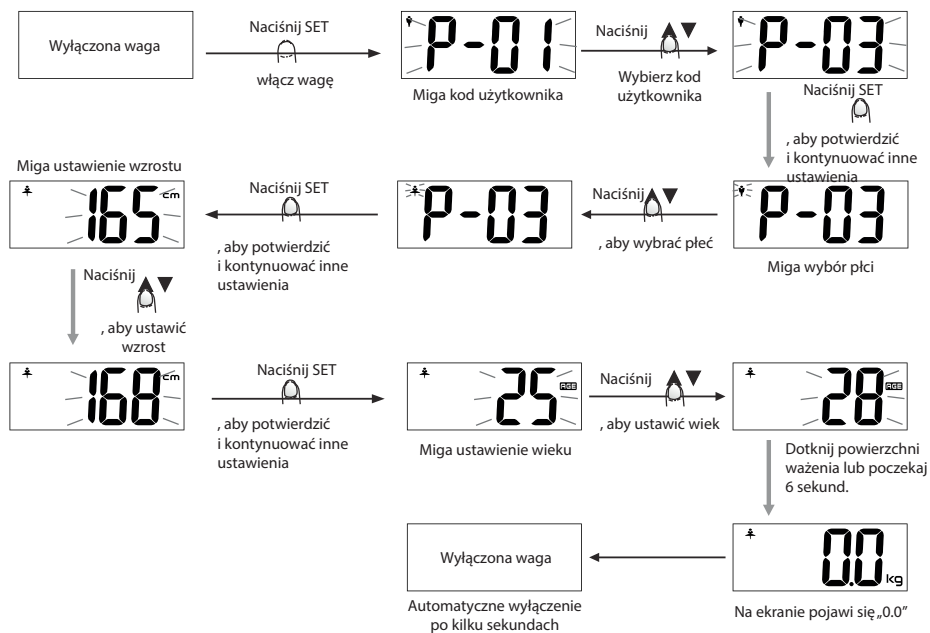 Wyłączona waga
Naciśnij SET
włącz wagę
P-01
Miga kod użytkownika
Naciśnij
Wybierz kod
użytkownika
P-03
Naciśnij SET
, aby potwierdzić
i kontynuować inne
ustawienia
P-03
Miga wybór płci
Naciśnij
, aby wybrać płeć
P-03
Naciśnij SET
, aby potwierdzić
i kontynuować inne
ustawienia
Miga ustawienie wzrostu
165 cm
Naciśnij
, aby ustawić
wzrost
168 cm
Naciśnij SET
, aby potwierdzić
i kontynuować inne
ustawienia
25 AGE
Miga ustawienie wieku
Naciśnij
, aby ustawić wiek
28 AGE
Dotknij powierzchni
ważenia lub poczekaj
6 sekund.
0.0 kg
Na ekranie pojawi się „0.0”
Wyłączona waga
Automatyczne wyłączenie
po kilku sekundach